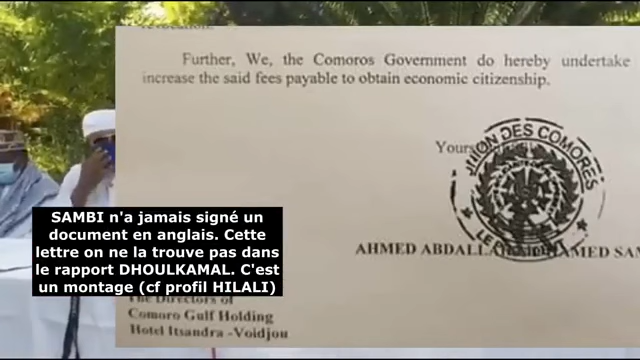 Further, We, the Comoros Government do hereby undertake
increase the said fees payable to obtain economic citizenship.
Yours
UNION DES COMORES
AHMED ABDALLAH
SAMBI n'a jamais signé un
document en anglais. Cette
lettre on ne la trouve pas dans
le rapport DHOULKAMAL. C'est
un montage (cf profil HILALI)
The Directors of
Comoro Gulf Holding
Hotel Itsandra -Voidjou